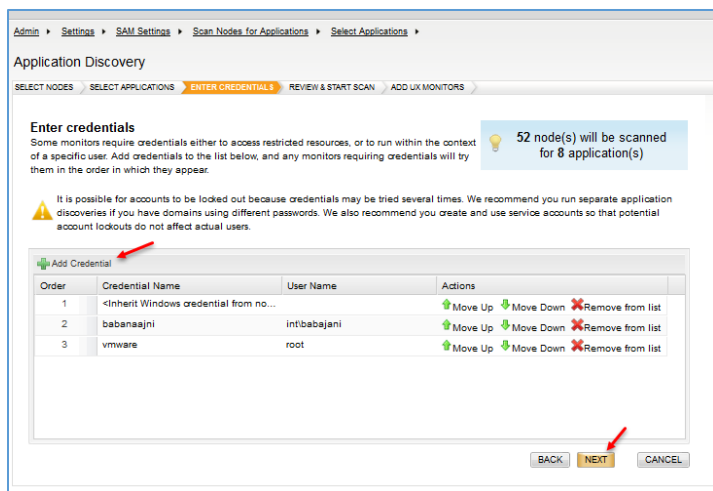 Admin Settings SAM Settings Scan Nodes for Applications Select Applications
Application Discovery
SELECT NODES SELECT APPLICATIONS ENTER CREDENTIALS REVIEW & START SCAN ADD UX MONITORS
Enter credentials
Some monitors require credentials either to access restricted resources, or to run within the context
of a specific user. Add credentials to the list below, and any monitors requiring credentials will try
them in the order in which they appear.
52 node(s) will be scanned
for 8 application(s)
It is possible for accounts to be locked out because credentials may be tried several times. We recommend you run separate application
discoveries if you have domains using different passwords. We also recommend you create and use service accounts so that potential
account lockouts do not affect actual users.
Add Credential
Order Credential Name User Name Actions
1 <Inherit Windows credential from no... Move Up Move Down Remove from list
2 babanaajni int\babajani Move Up Move Down Remove from list
3 vmware root Move Up Move Down Remove from list
BACK NEXT CANCEL